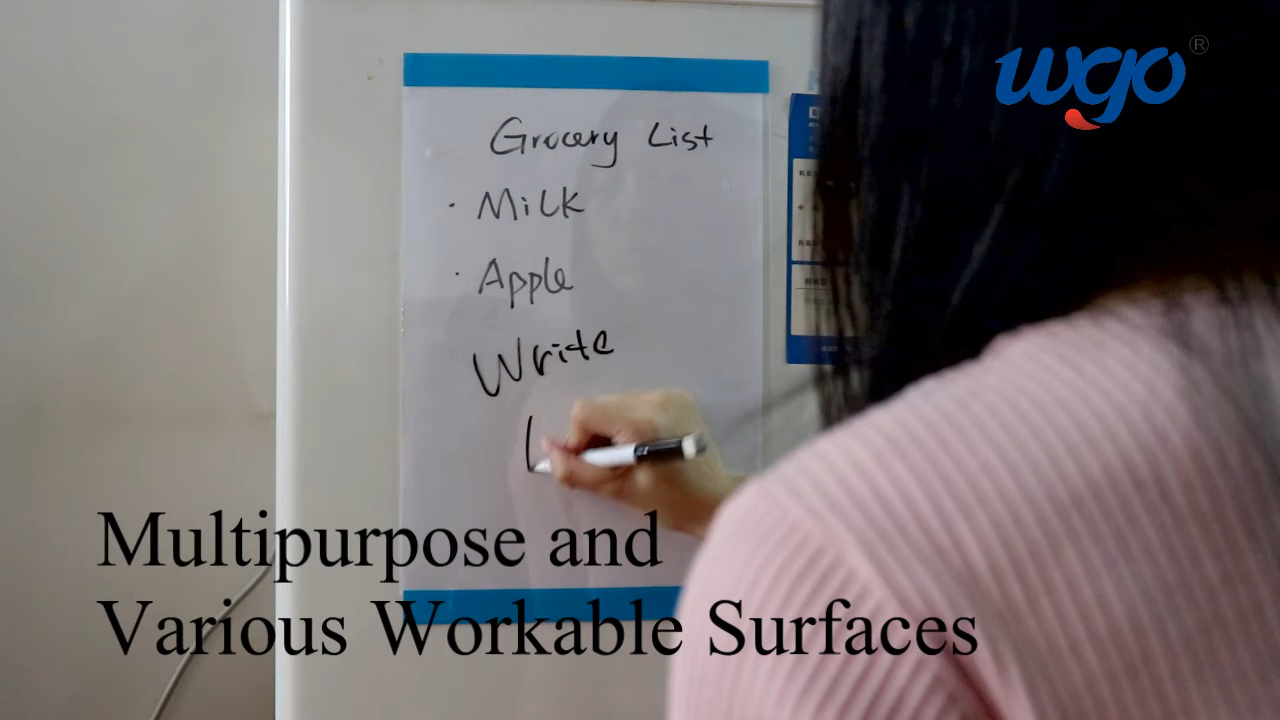 wgo®
Grocery List
· Milk
· Apple
Write
L
Multipurpose and
Various Workable Surfaces